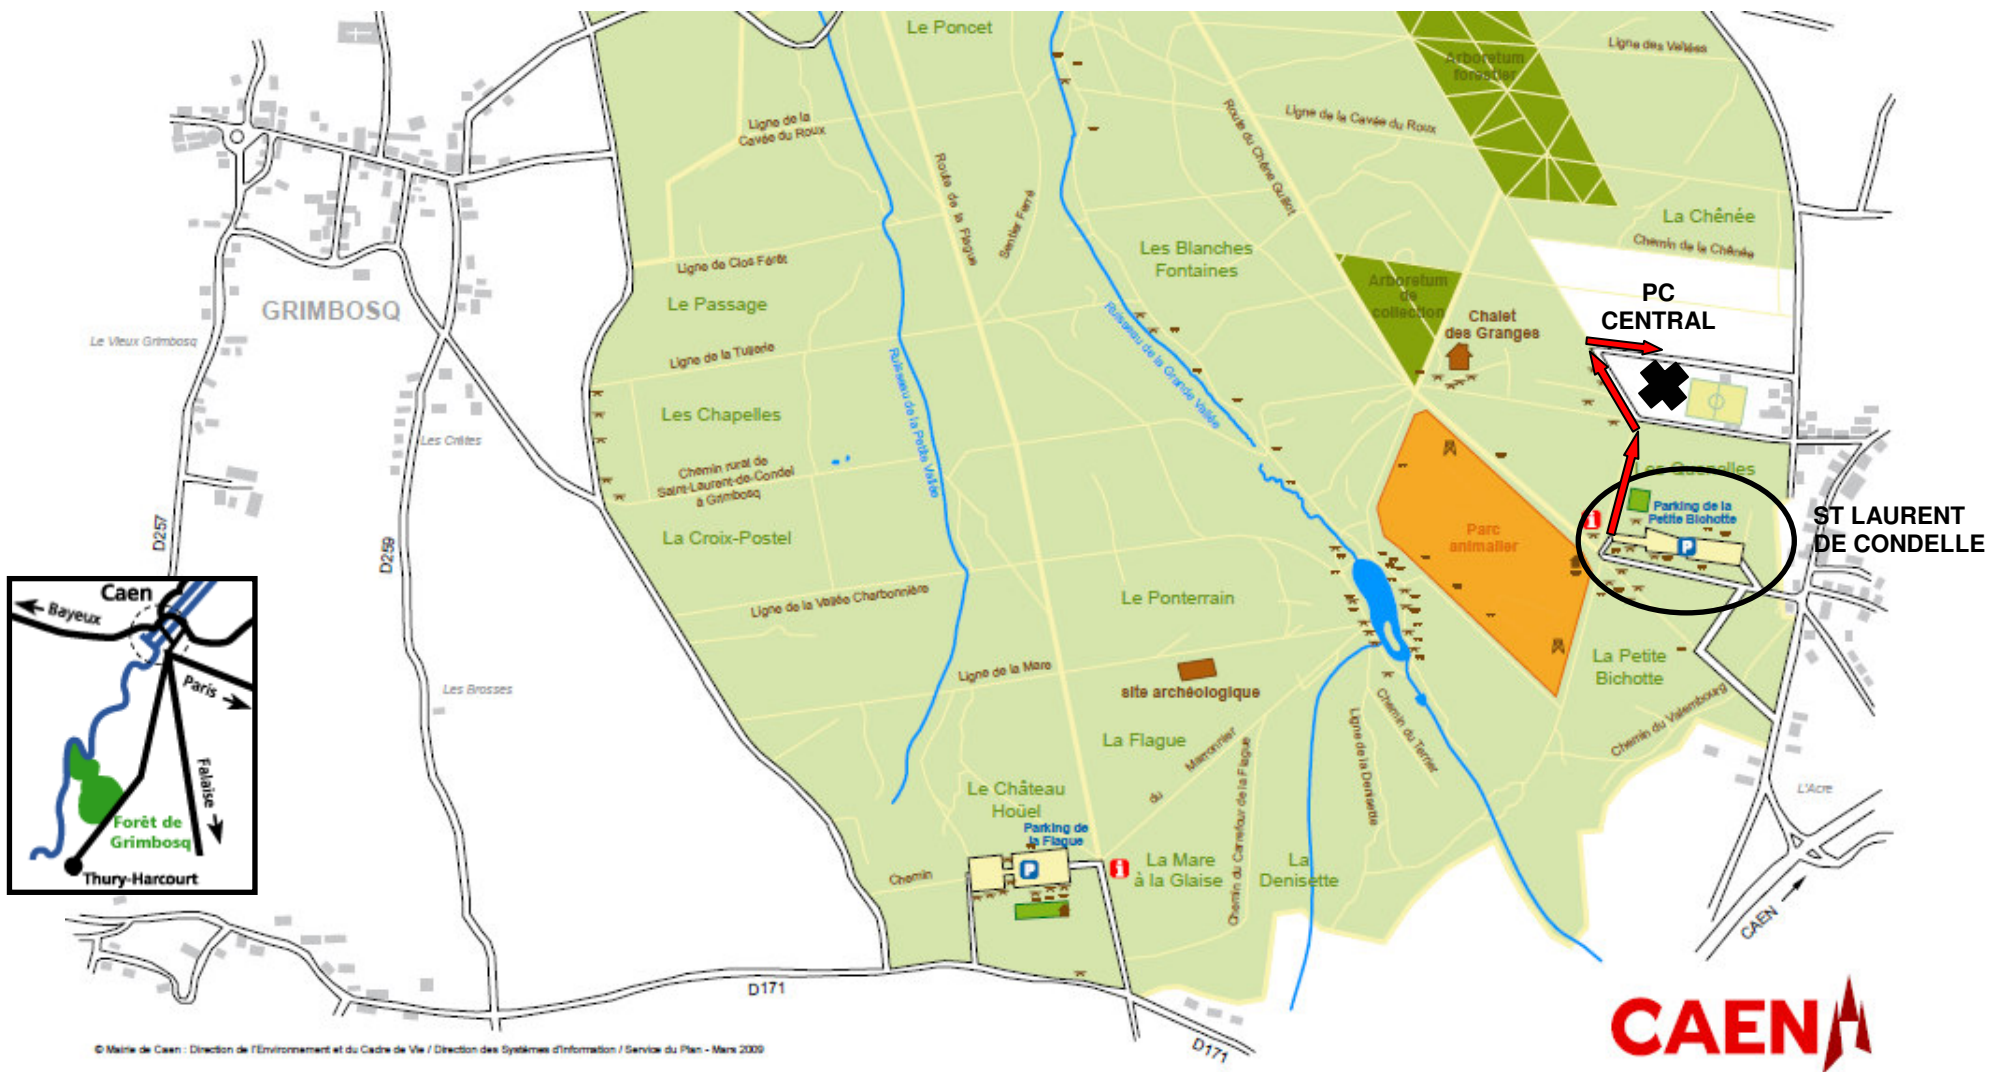 Le Poncet
Ligne des Vallées
Arboretum
forestier
Ligne de la
Cavée du Roux
Route du Chêne Guillot
Ligne de la Cavée du Roux
Route de la Flague
Sentier Ferré
La Chênée
Chemin de la Chênée
Les Blanches
Fontaines
Ligne de Clos Férêt
Arboretum
de
collection
Le Passage
GRIMBOSQ
Le Vieux Grimbosq
PC
CENTRAL
Chalet
des Granges
Ruisseau de la Grande Vallée
Ligne de la Tuilerie
Ruisseau de la Petite Vallée
Les Chapelles
Les Crêtes
Chemin rural de
Saint-Laurent-de-Condel
à Grimbosq
Les Quesnelles
Parking de la
Petite Bichotte
ST LAURENT
DE CONDELLE
D257
D259
La Croix-Postel
Parc
animalier
P
Caen
Bayeux
Paris
Falaise
Forêt de
Grimbosq
Thury-Harcourt
Ligne de la Vallée Charbonnière
Le Ponterrain
Ligne de la Mare
site archéologique
Les Brosses
La Petite
Bichotte
Chemin du Valembourg
Chemin du Terrier
Ligne de la Denisette
La Flague
Marronnier
du
Chemin
Chemin du Carrefour de la Flague
Le Château
Hoüel
Parking de
la Flague
P
La Mare
à la Glaise
La
Denisette
L'Acre
CAEN
D171
D171
© Mairie de Caen : Direction de l'Environnement et du Cadre de Vie / Direction des Systèmes d'Information / Service du Plan - Mars 2009
CAEN